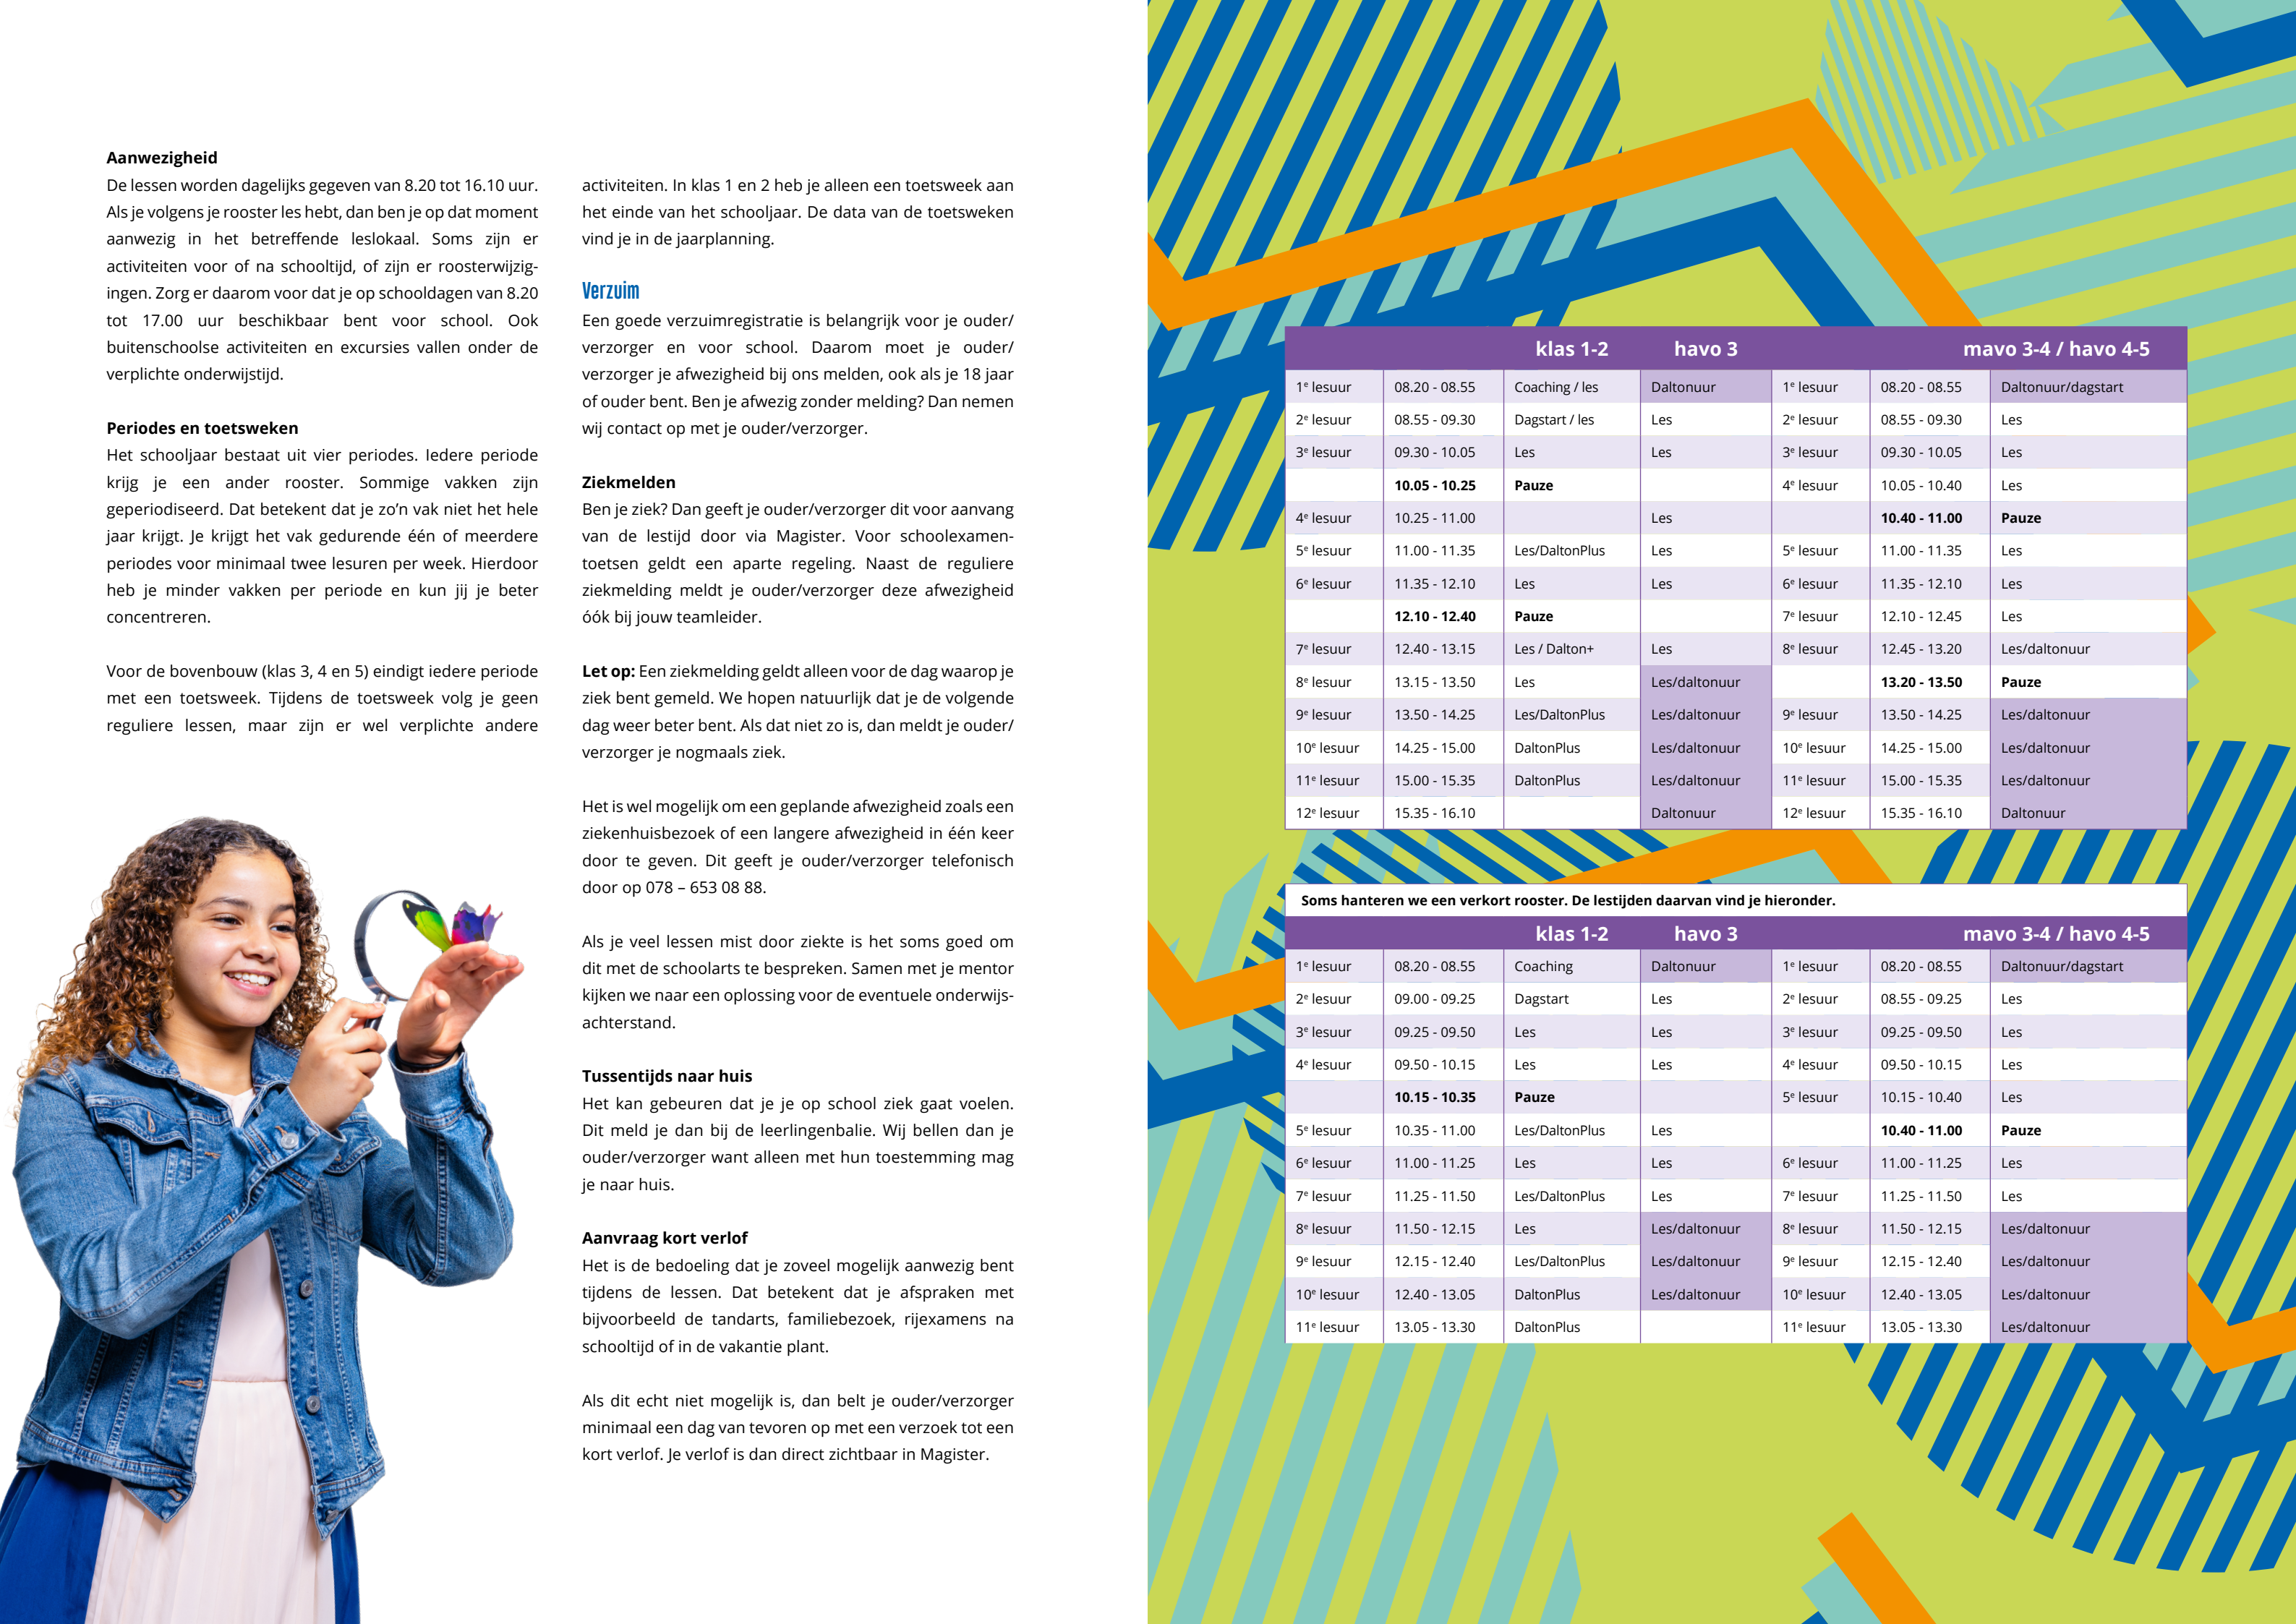 Aanwezigheid
De lessen worden dagelijks gegeven van 8.20 tot 16.10 uur.
Als je volgens je rooster les hebt, dan ben je op dat moment
aanwezig in het betreffende leslokaal. Soms zijn er
activiteiten voor of na schooltijd, of zijn er roosterwijzig-
ingen. Zorg er daarom voor dat je op schooldagen van 8.20
tot 17.00 uur beschikbaar bent voor school. Ook
buitenschoolse activiteiten en excursies vallen onder de
verplichte onderwijstijd.
Periodes en toetsweken
Het schooljaar bestaat uit vier periodes. Iedere periode
krijg je een ander rooster. Sommige vakken zijn
geperiodiseerd. Dat betekent dat je zo’n vak niet het hele
jaar krijgt. Je krijgt het vak gedurende één of meerdere
periodes voor minimaal twee lesuren per week. Hierdoor
heb je minder vakken per periode en kun jij je beter
concentreren.
Voor de bovenbouw (klas 3, 4 en 5) eindigt iedere periode
met een toetsweek. Tijdens de toetsweek volg je geen
reguliere lessen, maar zijn er wel verplichte andere
activiteiten. In klas 1 en 2 heb je alleen een toetsweek aan
het einde van het schooljaar. De data van de toetsweken
vind je in de jaarplanning.
Verzuim
Een goede verzuimregistratie is belangrijk voor je ouder/
verzorger en voor school. Daarom moet je ouder/
verzorger je afwezigheid bij ons melden, ook als je 18 jaar
of ouder bent. Ben je afwezig zonder melding? Dan nemen
wij contact op met je ouder/verzorger.
Ziekmelden
Ben je ziek? Dan geeft je ouder/verzorger dit voor aanvang
van de lestijd door via Magister. Voor schoolexamen-
toetsen geldt een aparte regeling. Naast de reguliere
ziekmelding meldt je ouder/verzorger deze afwezigheid
óók bij jouw teamleider.
Let op: Een ziekmelding geldt alleen voor de dag waarop je
ziek bent gemeld. We hopen natuurlijk dat je de volgende
dag weer beter bent. Als dat niet zo is, dan meldt je ouder/
verzorger je nogmaals ziek.
Het is wel mogelijk om een geplande afwezigheid zoals een
ziekenhuisbezoek of een langere afwezigheid in één keer
door te geven. Dit geeft je ouder/verzorger telefonisch
door op 078 – 653 08 88.
Als je veel lessen mist door ziekte is het soms goed om
dit met de schoolarts te bespreken. Samen met je mentor
kijken we naar een oplossing voor de eventuele onderwijs-
achterstand.
Tussentijds naar huis
Het kan gebeuren dat je je op school ziek gaat voelen.
Dit meld je dan bij de leerlingenbalie. Wij bellen dan je
ouder/verzorger want alleen met hun toestemming mag
je naar huis.
Aanvraag kort verlof
Het is de bedoeling dat je zoveel mogelijk aanwezig bent
tijdens de lessen. Dat betekent dat je afspraken met
bijvoorbeeld de tandarts, familiebezoek, rijexamens na
schooltijd of in de vakantie plant.
Als dit echt niet mogelijk is, dan belt je ouder/verzorger
minimaal een dag van tevoren op met een verzoek tot een
kort verlof. Je verlof is dan direct zichtbaar in Magister.
klas 1-2 havo 3 mavo 3-4 / havo 4-5
1e lesuur 08.20 - 08.55 Coaching / les Daltonuur 1e lesuur 08.20 - 08.55 Daltonuur/dagstart
2e lesuur 08.55 - 09.30 Dagstart / les Les 2e lesuur 08.55 - 09.30 Les
3e lesuur 09.30 - 10.05 Les Les 3e lesuur 09.30 - 10.05 Les
10.05 - 10.25 Pauze 4e lesuur 10.05 - 10.40 Les
4e lesuur 10.25 - 11.00 Les 10.40 - 11.00 Pauze
5e lesuur 11.00 - 11.35 Les/DaltonPlus Les 5e lesuur 11.00 - 11.35 Les
6e lesuur 11.35 - 12.10 Les Les 6e lesuur 11.35 - 12.10 Les
12.10 - 12.40 Pauze 7e lesuur 12.10 - 12.45 Les
7e lesuur 12.40 - 13.15 Les / Dalton+ Les 8e lesuur 12.45 - 13.20 Les/daltonuur
8e lesuur 13.15 - 13.50 Les Les/daltonuur 13.20 - 13.50 Pauze
9e lesuur 13.50 - 14.25 Les/DaltonPlus Les/daltonuur 9e lesuur 13.50 - 14.25 Les/daltonuur
10e lesuur 14.25 - 15.00 DaltonPlus Les/daltonuur 10e lesuur 14.25 - 15.00 Les/daltonuur
11e lesuur 15.00 - 15.35 DaltonPlus Les/daltonuur 11e lesuur 15.00 - 15.35 Les/daltonuur
12e lesuur 15.35 - 16.10 Daltonuur 12e lesuur 15.35 - 16.10 Daltonuur
Soms hanteren we een verkort rooster. De lestijden daarvan vind je hieronder.
klas 1-2 havo 3 mavo 3-4 / havo 4-5
1e lesuur 08.20 - 08.55 Coaching Daltonuur 1e lesuur 08.20 - 08.55 Daltonuur/dagstart
2e lesuur 09.00 - 09.25 Dagstart Les 2e lesuur 08.55 - 09.25 Les
3e lesuur 09.25 - 09.50 Les Les 3e lesuur 09.25 - 09.50 Les
4e lesuur 09.50 - 10.15 Les Les 4e lesuur 09.50 - 10.15 Les
10.15 - 10.35 Pauze 5e lesuur 10.15 - 10.40 Les
5e lesuur 10.35 - 11.00 Les/DaltonPlus Les 10.40 - 11.00 Pauze
6e lesuur 11.00 - 11.25 Les Les 6e lesuur 11.00 - 11.25 Les
7e lesuur 11.25 - 11.50 Les/DaltonPlus Les 7e lesuur 11.25 - 11.50 Les
8e lesuur 11.50 - 12.15 Les Les/daltonuur 8e lesuur 11.50 - 12.15 Les/daltonuur
9e lesuur 12.15 - 12.40 Les/DaltonPlus Les/daltonuur 9e lesuur 12.15 - 12.40 Les/daltonuur
10e lesuur 12.40 - 13.05 DaltonPlus Les/daltonuur 10e lesuur 12.40 - 13.05 Les/daltonuur
11e lesuur 13.05 - 13.30 DaltonPlus 11e lesuur 13.05 - 13.30 Les/daltonuur